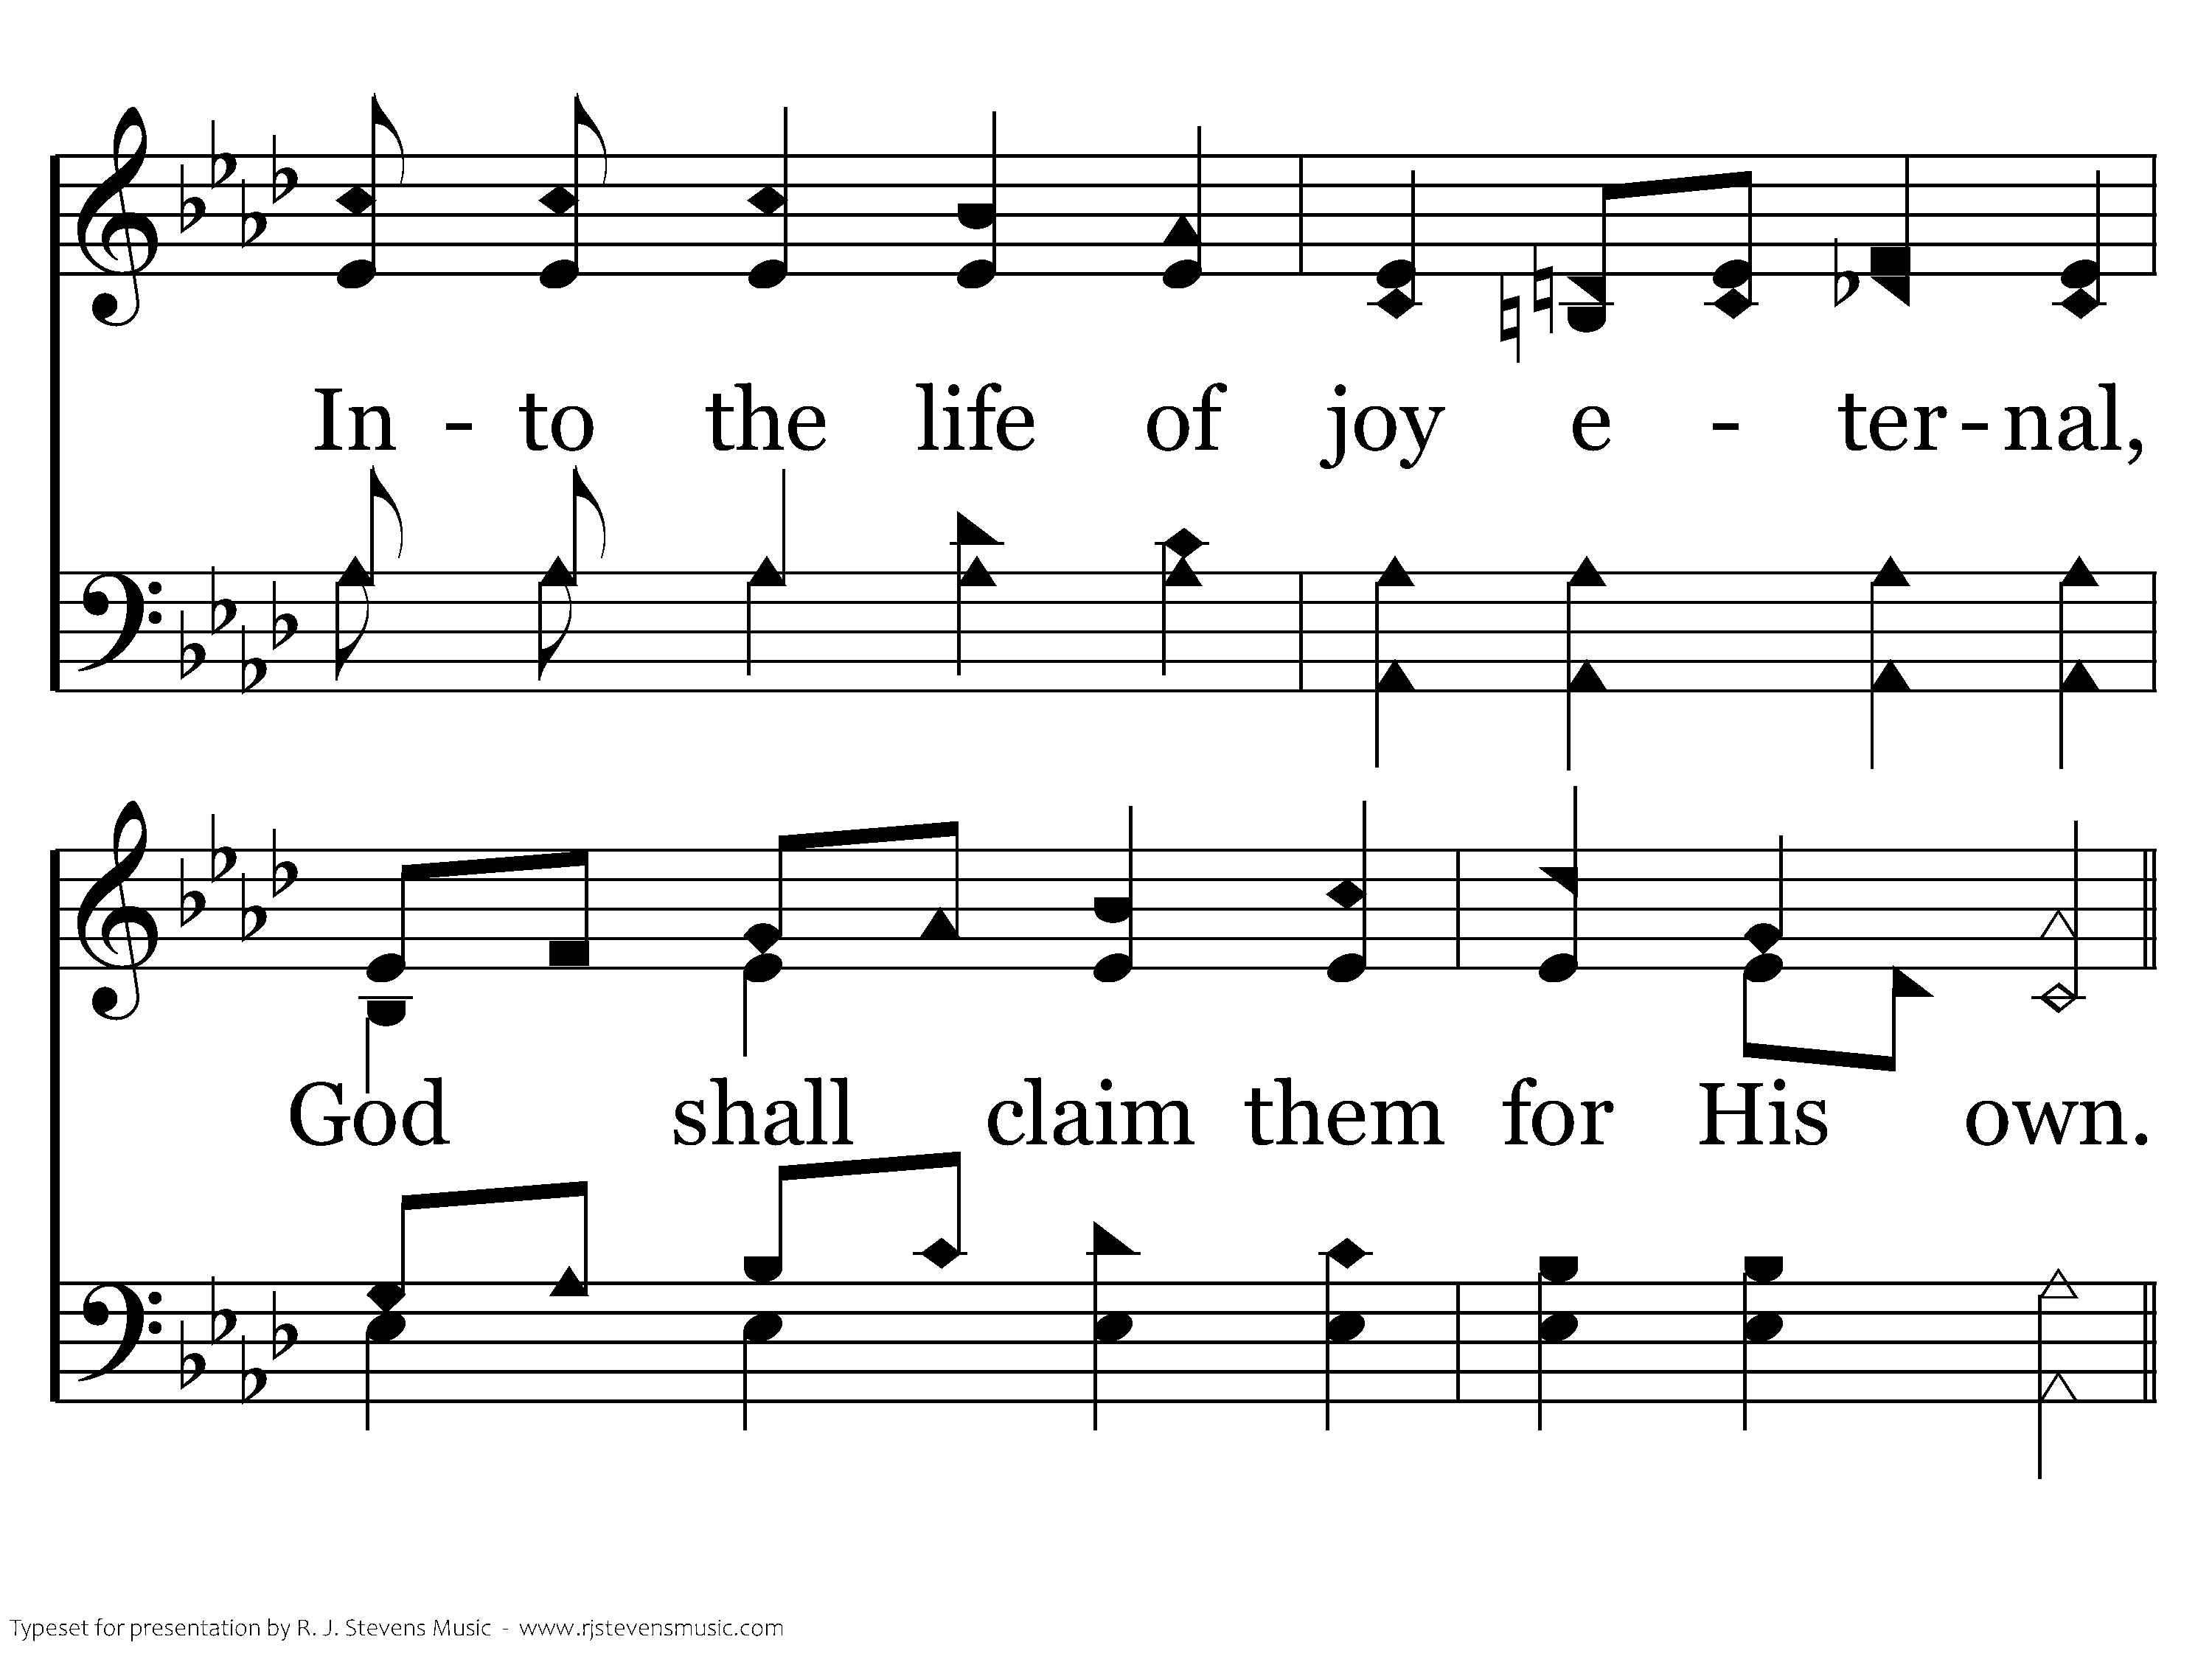 In - to the life of joy e - ter - nal,
God shall claim them for His own.
Typeset for presentation by R. J. Stevens Music - www.rjstevensmusic.com